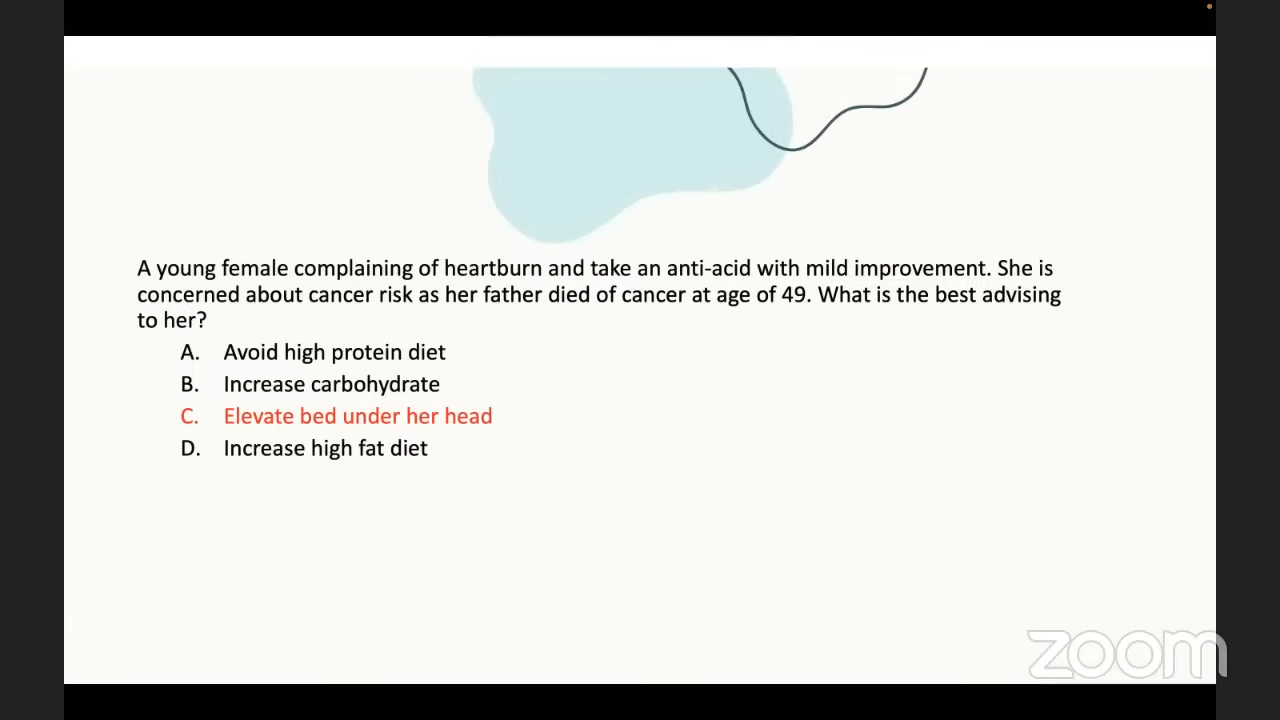 A young female complaining of heartburn and take an anti-acid with mild improvement. She is
concerned about cancer risk as her father died of cancer at age of 49. What is the best advising
to her?
A. Avoid high protein diet
B. Increase carbohydrate
C. Elevate bed under her head
D. Increase high fat diet
zoom